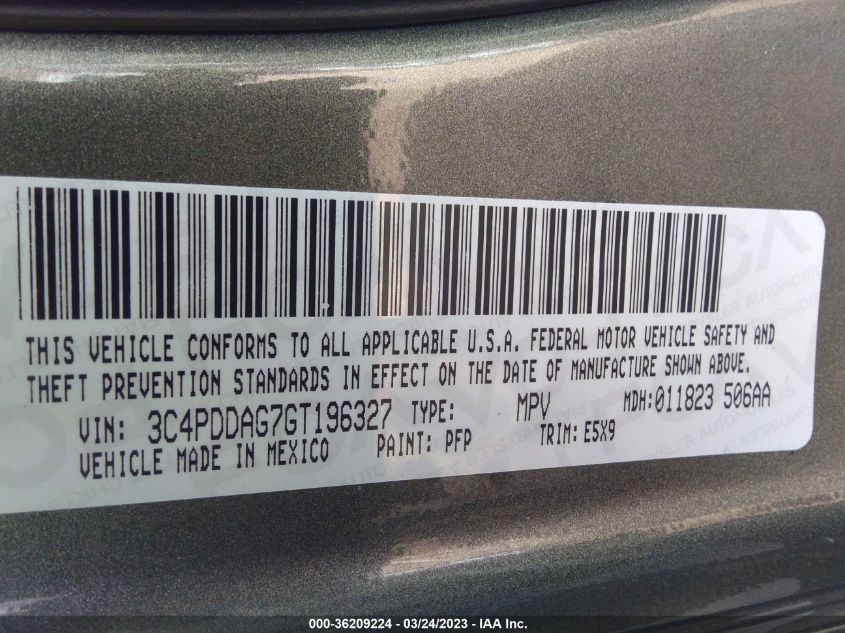 THIS VEHICLE CONFORMS TO ALL APPLICABLE U.S.A. FEDERAL MOTOR VEHICLE SAFETY AND
THEFT PREVENTION STANDARDS IN EFFECT ON THE DATE OF MANUFACTURE SHOWN ABOVE.
VIN: 3C4PDDAG7GT196327 TYPE: MPV MDH:011823 506AA
VEHICLE MADE IN MEXICO PAINT: PFP TRIM: E5X9
000-36209224 - 03/24/2023 - IAA Inc.